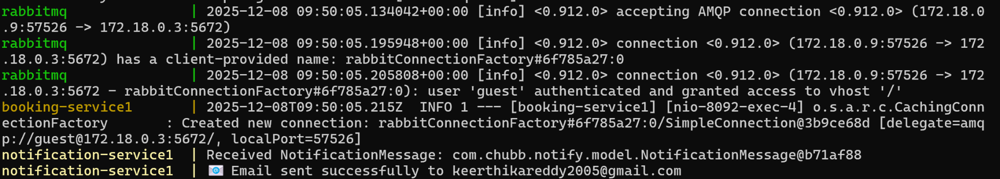 rabbitmq | 2025-12-08 09:50:05.134042+00:00 [info] <0.912.0> accepting AMQP connection <0.912.0> (172.18.0
.9:57526 -> 172.18.0.3:5672)
rabbitmq | 2025-12-08 09:50:05.195948+00:00 [info] <0.912.0> connection <0.912.0> (172.18.0.9:57526 -> 172
.18.0.3:5672) has a client-provided name: rabbitConnectionFactory#6f785a27:0
rabbitmq | 2025-12-08 09:50:05.205808+00:00 [info] <0.912.0> connection <0.912.0> (172.18.0.9:57526 -> 172
.18.0.3:5672 - rabbitConnectionFactory#6f785a27:0): user 'guest' authenticated and granted access to vhost '/'
booking-service1 | 2025-12-08T09:50:05.215Z  INFO 1 --- [booking-service1] [nio-8092-exec-4] o.s.a.r.c.CachingConn
ectionFactory : Created new connection: rabbitConnectionFactory#6f785a27:0/SimpleConnection@3b9ce68d [delegate=amq
p://guest@172.18.0.3:5672/, localPort=57526]
notification-service1 | Received NotificationMessage: com.chubb.notify.model.NotificationMessage@b71af88
notification-service1 | 📧 Email sent successfully to keerthikareddy2005@gmail.com